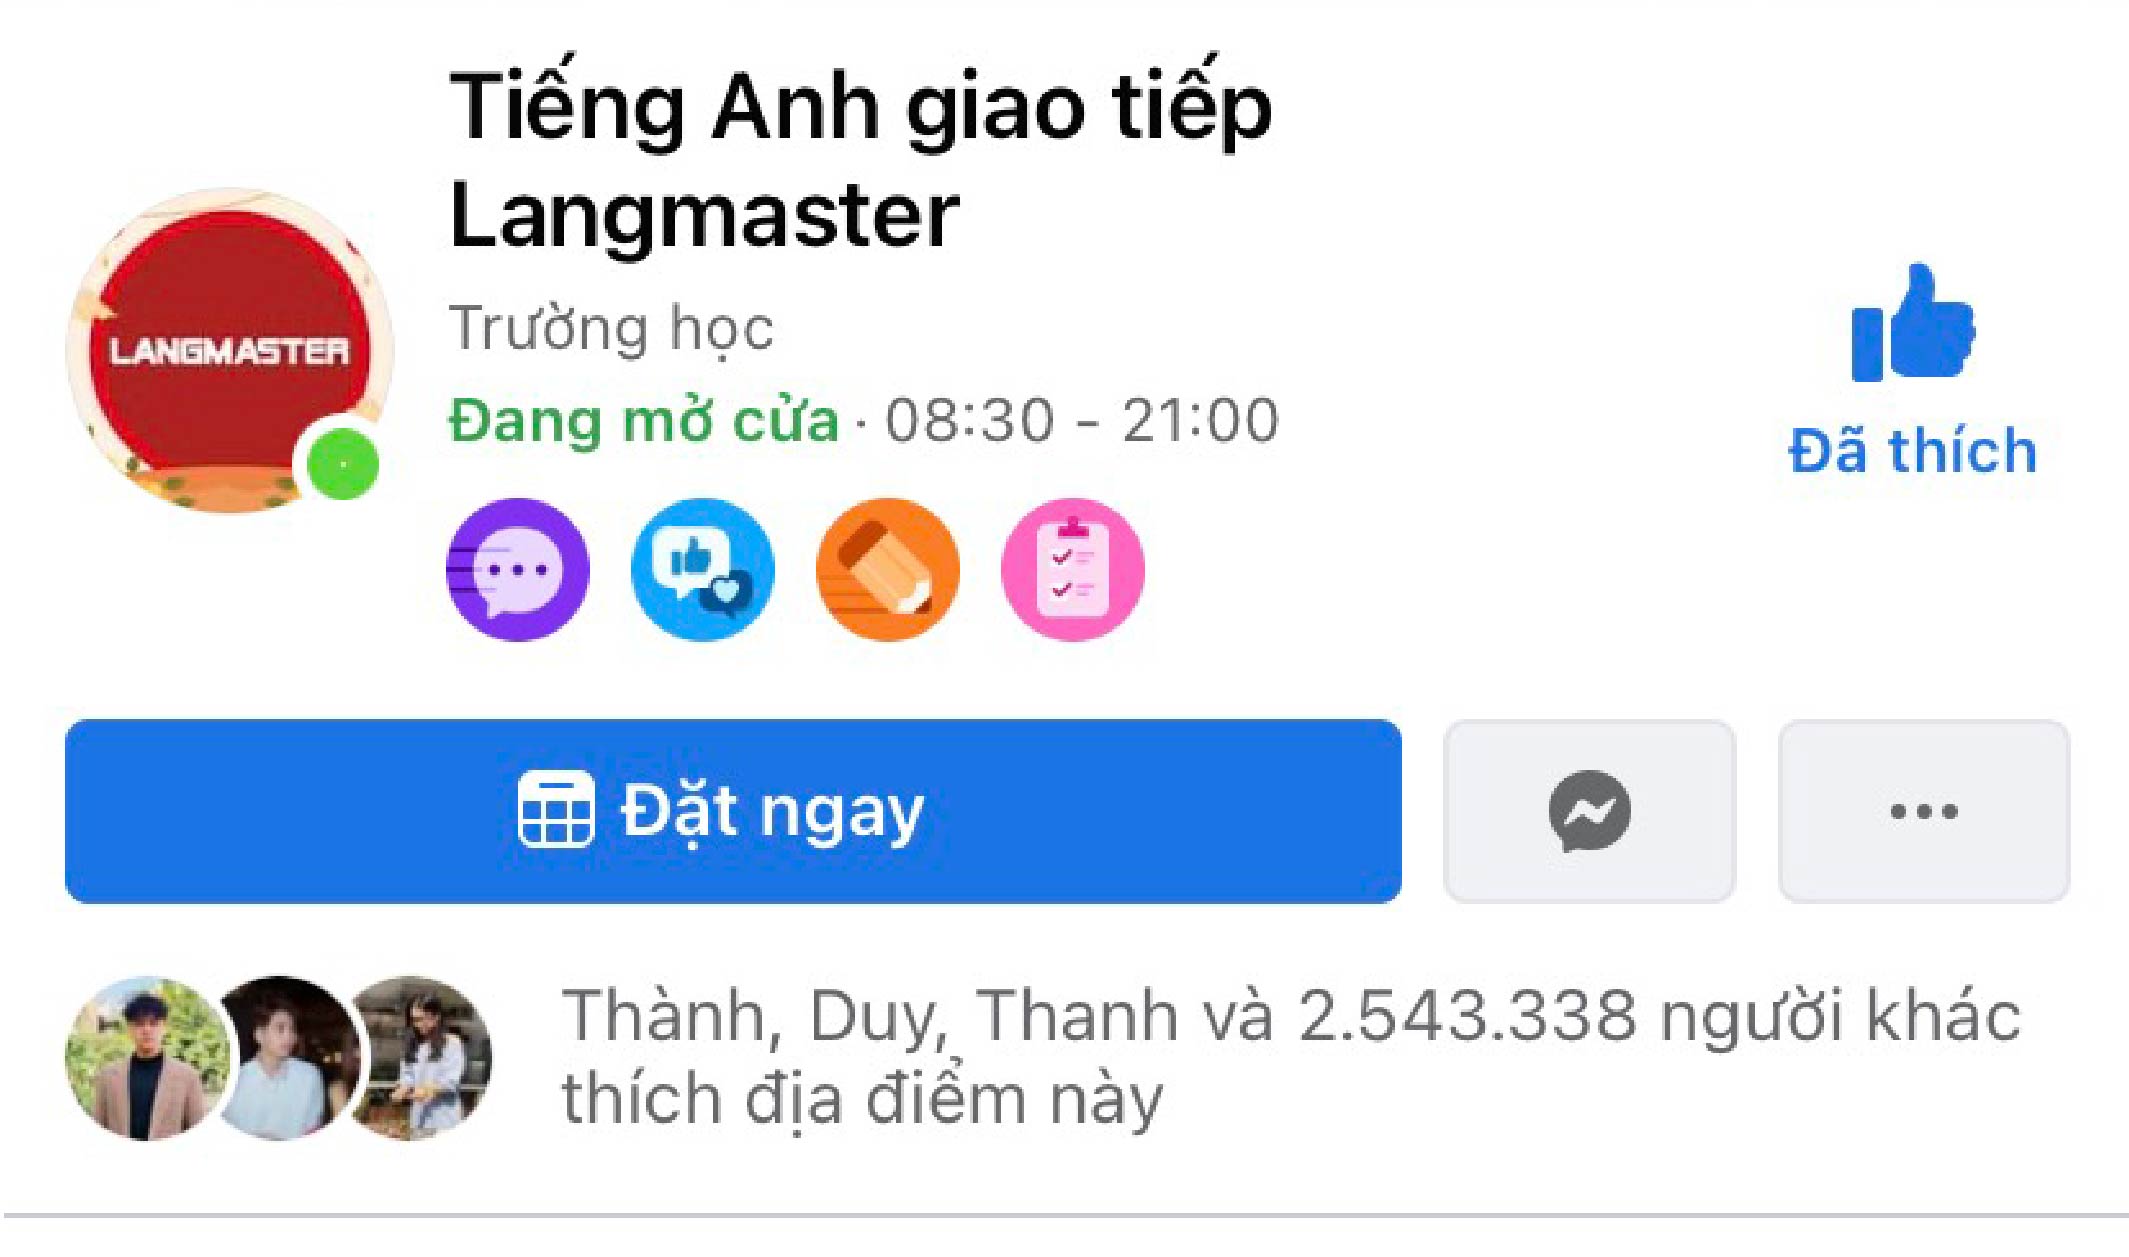 Tiếng Anh giao tiếp
Langmaster
LANGMASTER
Trường học
Đang mở cửa · 08:30 - 21:00
Đã thích
Đặt ngay
Thành, Duy, Thanh và 2.543.338 người khác
thích địa điểm này